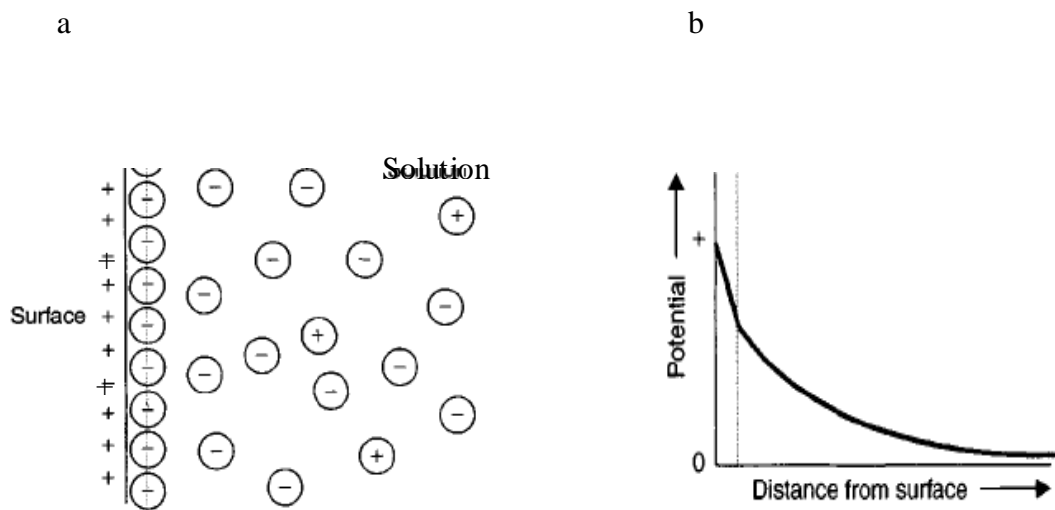 a
b
Solution
Surface
Potential
+
0
Distance from surface